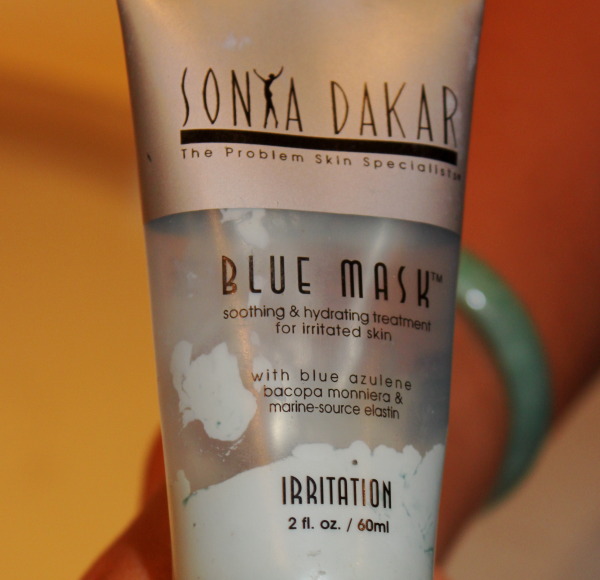 SONYA DAKAR
The Problem Skin Specialist
BLUE MASK™
soothing & hydrating treatment
for irritated skin
with blue azulene
bacopa monniera &
marine-source elastin
IRRITATION
2 fl. oz. / 60ml